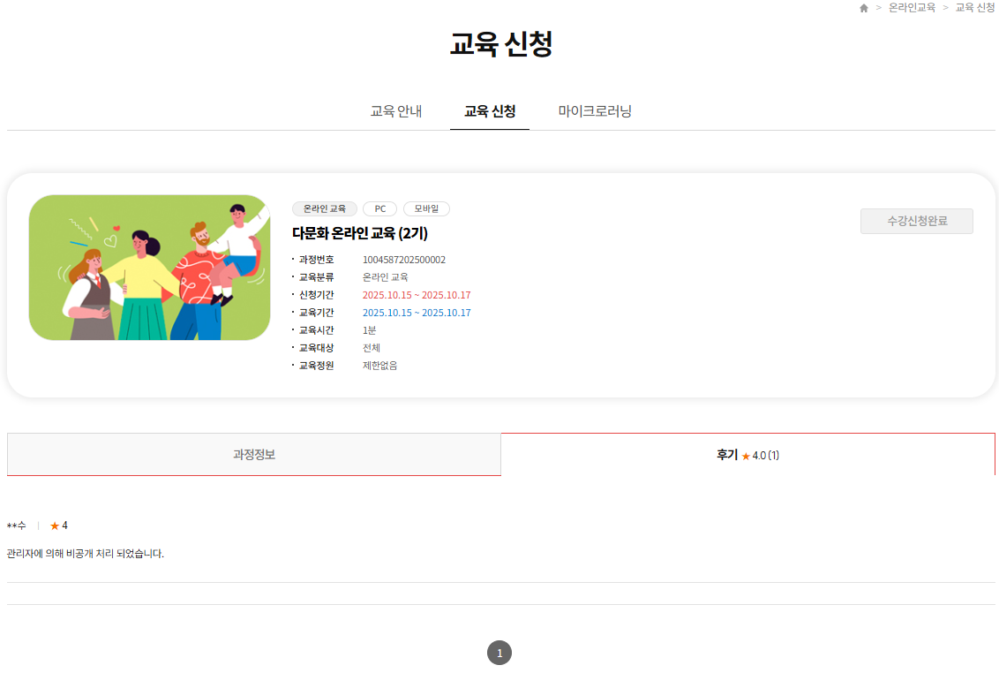 > 온라인교육 > 교육 신청
교육 신청
교육 안내 교육 신청 마이크로러닝
온라인 교육 PC 모바일
수강신청완료
다문화 온라인 교육 (2기)
· 과정번호 1004587202500002
· 교육분류 온라인 교육
· 신청기간 2025.10.15 ~ 2025.10.17
· 교육기간 2025.10.15 ~ 2025.10.17
· 교육시간 1분
· 교육대상 전체
· 교육정원 제한없음
과정정보 후기 ★ 4.0 (1)
**수 | ★ 4
관리자에 의해 비공개 처리 되었습니다.
1